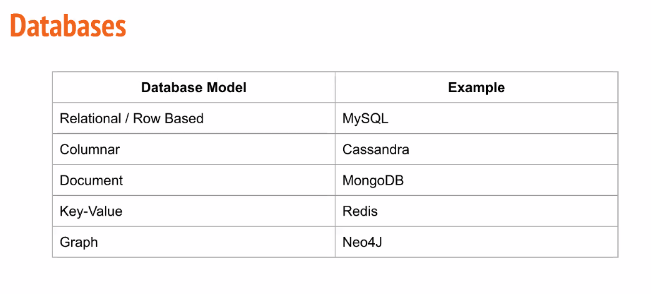 Databases
Database Model Example
Relational / Row Based MySQL
Columnar Cassandra
Document MongoDB
Key-Value Redis
Graph Neo4J